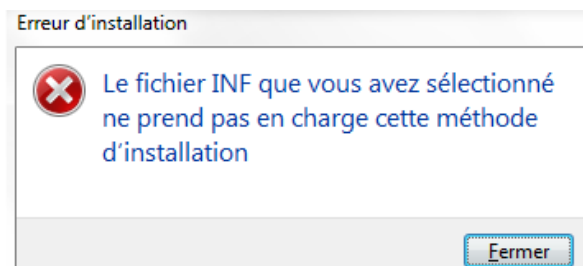 Erreur d'installation
Le fichier INF que vous avez sélectionné
ne prend pas en charge cette méthode
d'installation
Fermer